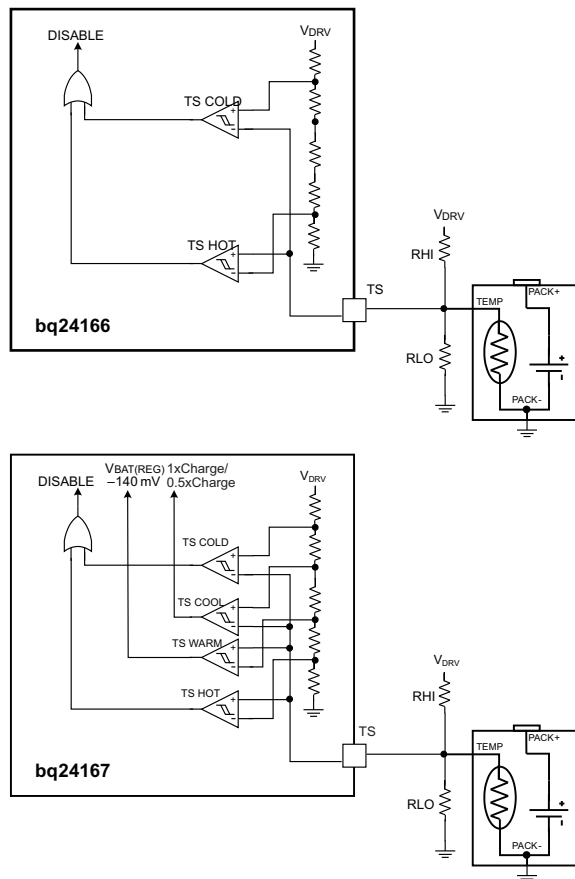 DISABLE
VDRV
TS COLD
+
-
TS HOT
+
-
bq24166
TS
VDRV
RHI
RLO
PACK+
TEMP
+
-
PACK-
DISABLE
VBAT(REG)
–140 mV
1xCharge/
0.5xCharge
VDRV
TS COLD
+
-
TS COOL
+
-
TS WARM
+
-
TS HOT
+
-
bq24167
TS
VDRV
RHI
RLO
PACK+
TEMP
+
-
PACK-